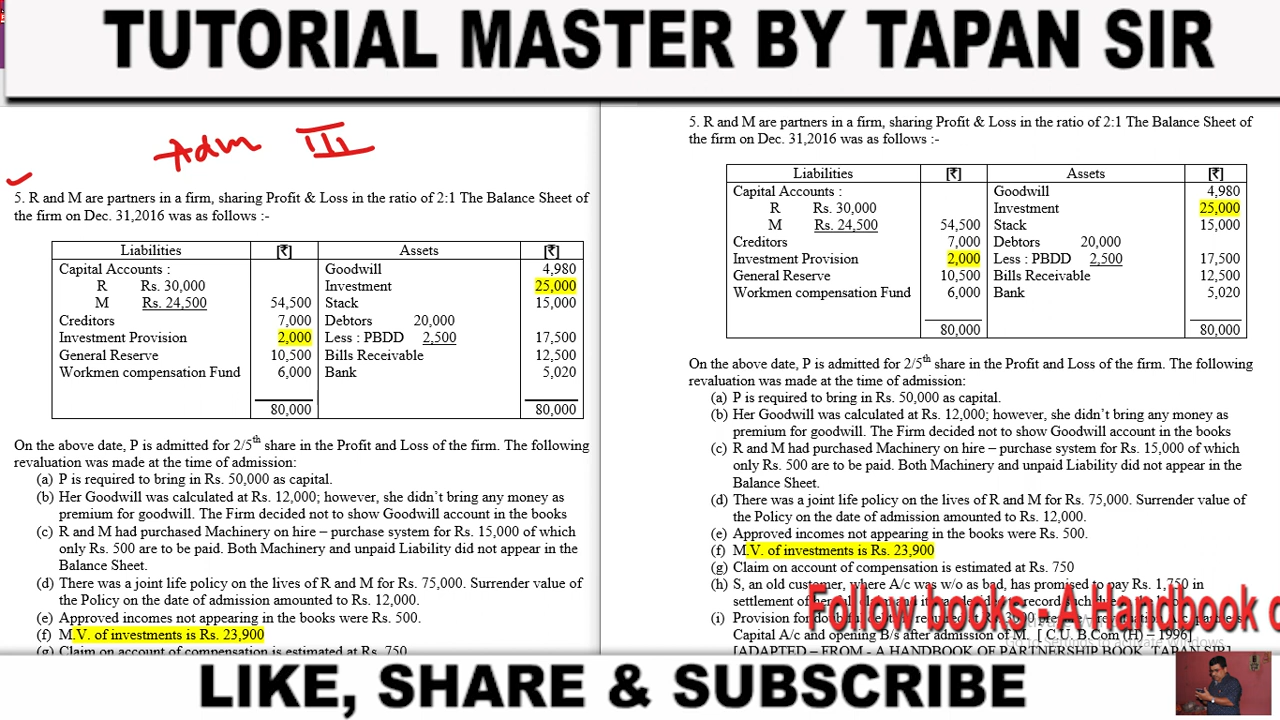 TUTORIAL MASTER BY TAPAN SIR
Adm III
5. R and M are partners in a firm, sharing Profit & Loss in the ratio of 2:1 The Balance Sheet of
the firm on Dec. 31,2016 was as follows :-
Liabilities [₹] Assets [₹]
Capital Accounts : Goodwill 4,980
R Rs. 30,000 Investment 25,000
M Rs. 24,500 54,500 Stack 15,000
Creditors 7,000 Debtors 20,000
Investment Provision 2,000 Less : PBDD 2,500 17,500
General Reserve 10,500 Bills Receivable 12,500
Workmen compensation Fund 6,000 Bank 5,020
80,000 80,000
On the above date, P is admitted for 2/5th share in the Profit and Loss of the firm. The following
revaluation was made at the time of admission:
(a) P is required to bring in Rs. 50,000 as capital.
(b) Her Goodwill was calculated at Rs. 12,000; however, she didn't bring any money as
premium for goodwill. The Firm decided not to show Goodwill account in the books
(c) R and M had purchased Machinery on hire – purchase system for Rs. 15,000 of which
only Rs. 500 are to be paid. Both Machinery and unpaid Liability did not appear in the
Balance Sheet.
(d) There was a joint life policy on the lives of R and M for Rs. 75,000. Surrender value of
the Policy on the date of admission amounted to Rs. 12,000.
(e) Approved incomes not appearing in the books were Rs. 500.
(f) M.V. of investments is Rs. 23,900
(g) Claim on account of compensation is estimated at Rs. 750
5. R and M are partners in a firm, sharing Profit & Loss in the ratio of 2:1 The Balance Sheet of
the firm on Dec. 31,2016 was as follows :-
Liabilities [₹] Assets [₹]
Capital Accounts : Goodwill 4,980
R Rs. 30,000 Investment 25,000
M Rs. 24,500 54,500 Stack 15,000
Creditors 7,000 Debtors 20,000
Investment Provision 2,000 Less : PBDD 2,500 17,500
General Reserve 10,500 Bills Receivable 12,500
Workmen compensation Fund 6,000 Bank 5,020
80,000 80,000
On the above date, P is admitted for 2/5th share in the Profit and Loss of the firm. The following
revaluation was made at the time of admission:
(a) P is required to bring in Rs. 50,000 as capital.
(b) Her Goodwill was calculated at Rs. 12,000; however, she didn't bring any money as
premium for goodwill. The Firm decided not to show Goodwill account in the books
(c) R and M had purchased Machinery on hire – purchase system for Rs. 15,000 of which
only Rs. 500 are to be paid. Both Machinery and unpaid Liability did not appear in the
Balance Sheet.
(d) There was a joint life policy on the lives of R and M for Rs. 75,000. Surrender value of
the Policy on the date of admission amounted to Rs. 12,000.
(e) Approved incomes not appearing in the books were Rs. 500.
(f) M.V. of investments is Rs. 23,900
(g) Claim on account of compensation is estimated at Rs. 750
(h) S, an old customer, where A/c was w/o as bad, has promised to pay Rs. 1,750 in
settlement of
Follow books - A Handbook o
(i) Provision for
Capital A/c and opening B/s after admission of M. [ C.U. B.Com (H) – 1996]
[ADAPTED – FROM - A HANDBOOK OF PARTNERSHIP BOOK, TAPAN SIR]
LIKE, SHARE & SUBSCRIBE